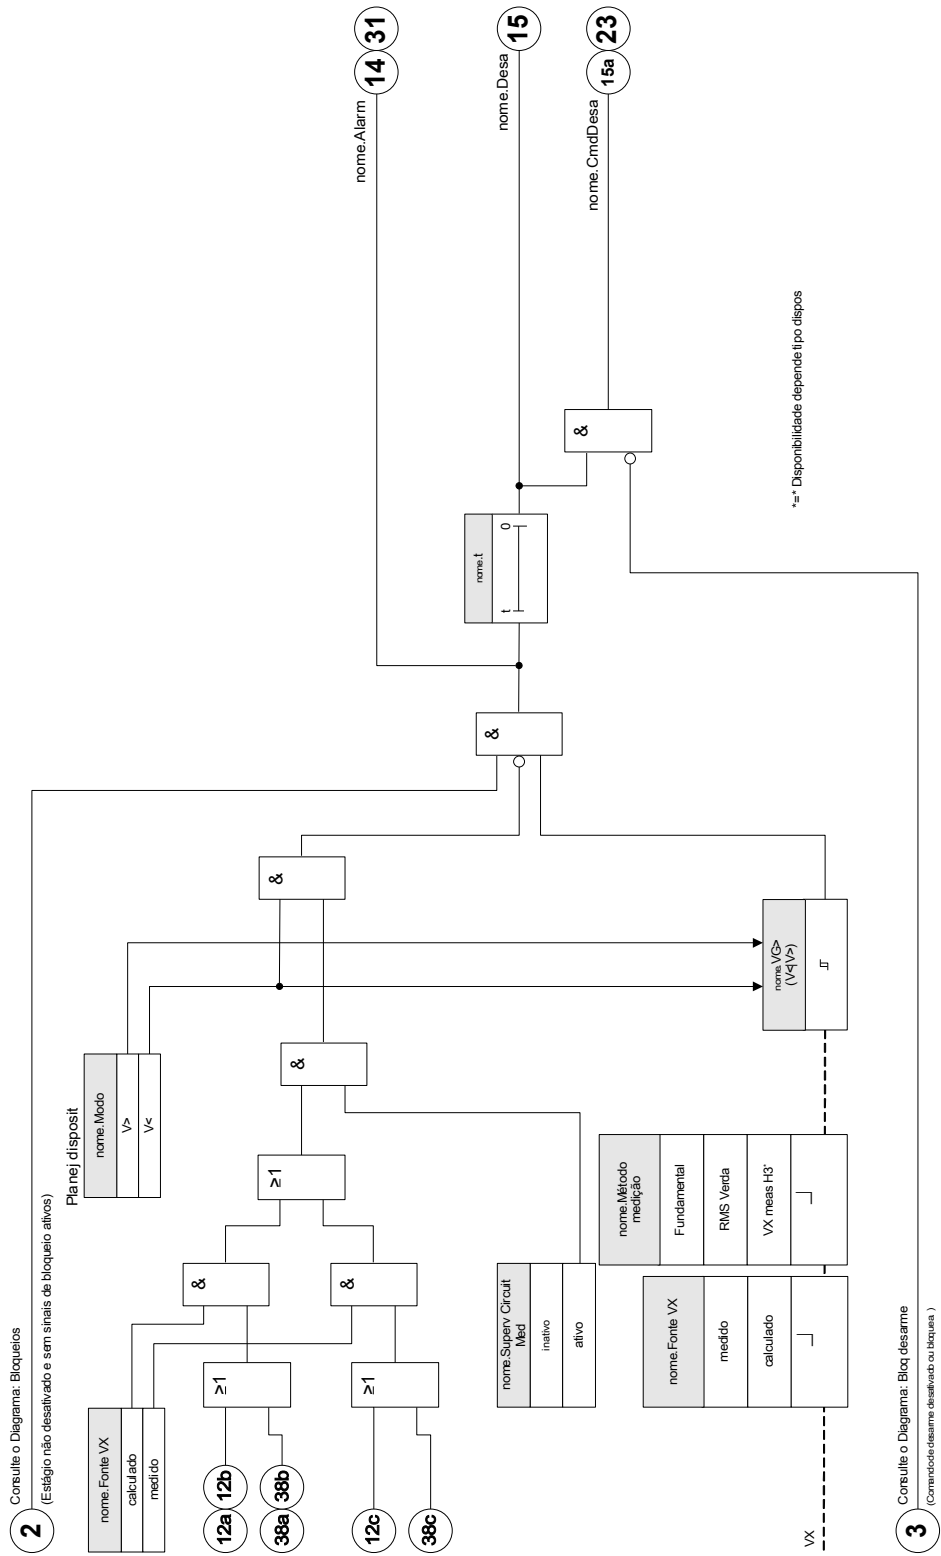 2
Consulte o Diagrama: Bloqueios
(Estágio não desativado e sem sinais de bloqueio ativos)
nome.Fonte VX
calculado
medido
Planej disposit
nome.Modo
V>
V<
12a
12b
38a
38b
12c
38c
≥1
≥1
&
&
≥1
&
&
&
nome.Superv Circuit
Med
inativo
ativo
nome.Fonte VX
medido
calculado
nome.Método
medição
Fundamental
RMS Verda
VX meas H3*
nome.VG>
(V<|V>)
VX
nome.t
t
0
&
nome.Alarm
14
31
nome.Desa
15
nome.CmdDesa
15a
23
*=* Disponibilidade depende tipo dispos
3
Consulte o Diagrama: Bloq desarme
(Comando de desarme desativado ou bloquea. )